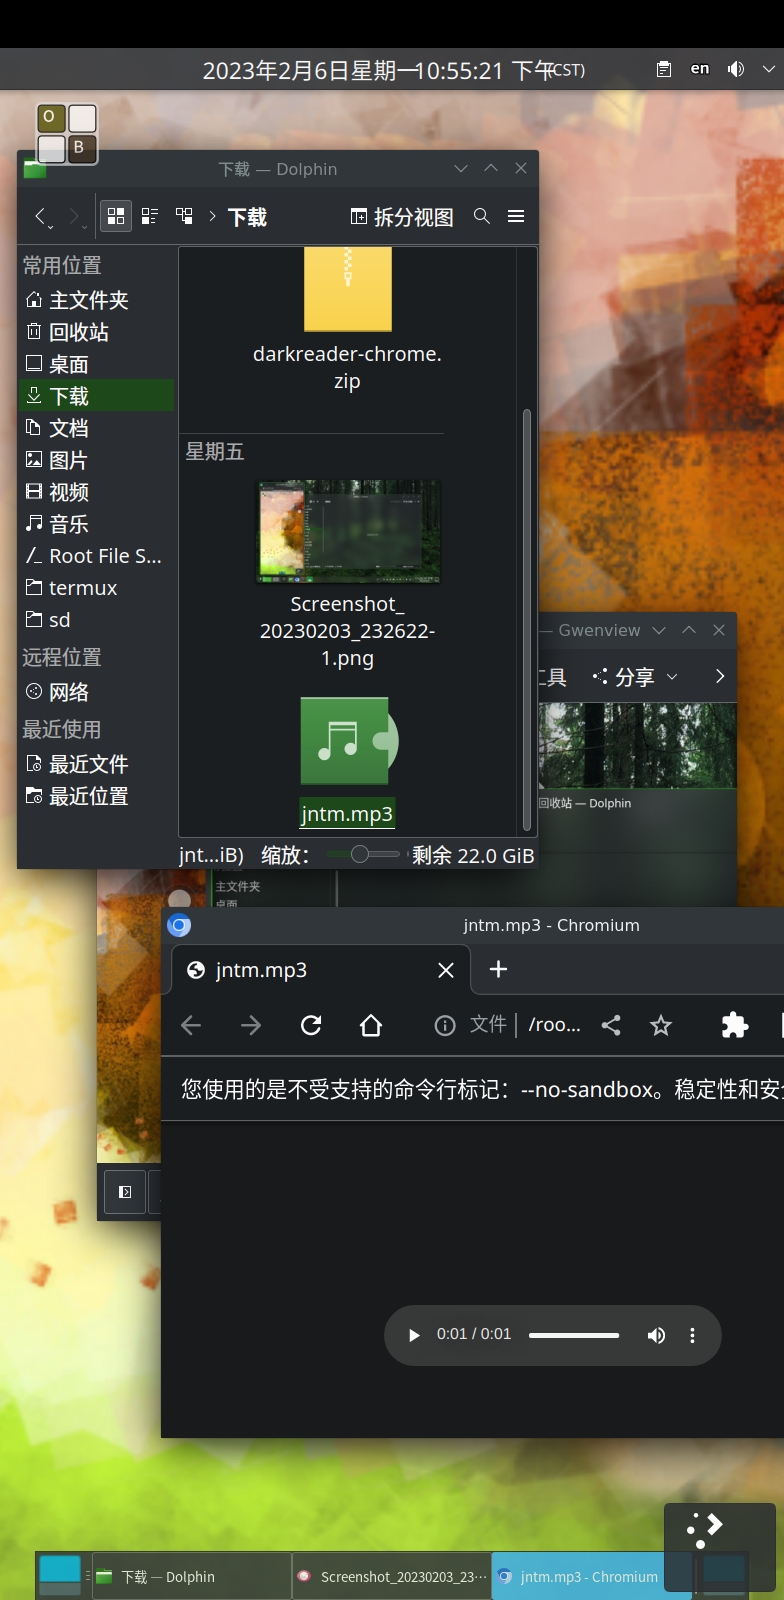 2023年2月6日星期一10:55:21 下午(CST)
en
O
B
下载 — Dolphin
下载
拆分视图
常用位置
主文件夹
回收站
桌面
下载
文档
图片
视频
音乐
Root File S...
termux
sd
远程位置
网络
最近使用
最近文件
最近位置
darkreader-chrome.
zip
星期五
Screenshot_
20230203_232622-
1.png
jntm.mp3
jnt...iB)
缩放：
剩余 22.0 GiB
— Gwenview
工具
分享
回收站 — Dolphin
主文件夹
桌面
jntm.mp3 - Chromium
jntm.mp3
文件
/roo...
您使用的是不受支持的命令行标记：--no-sandbox。稳定性和安全
0:01 / 0:01
下载 — Dolphin
Screenshot_20230203_23···
jntm.mp3 - Chromium